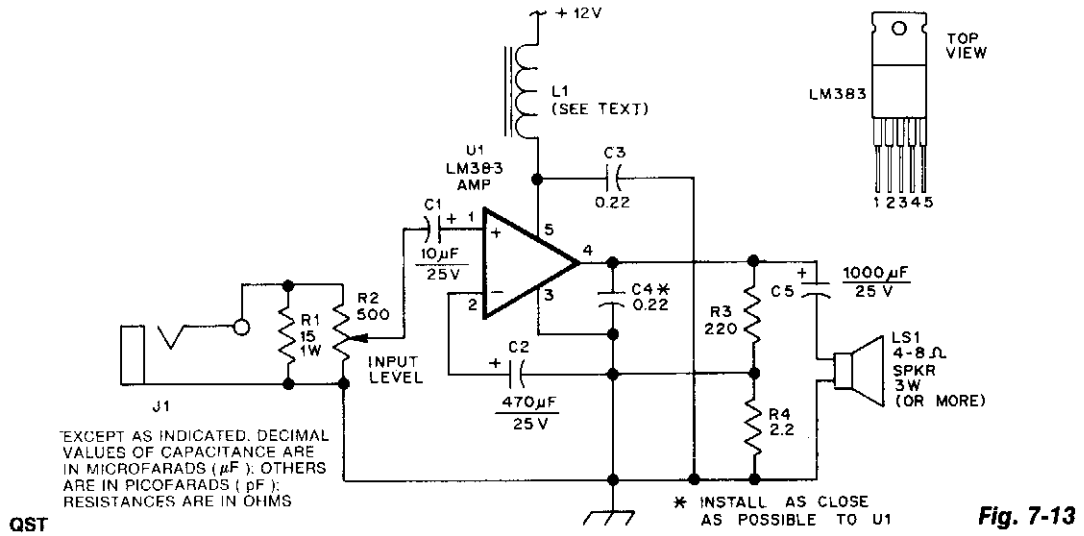 + 12V
L1
(SEE TEXT)
TOP
VIEW
LM383
1 2 3 4 5
U1
LM383
AMP
C3
0.22
C1
+
1
+
5
4
10µF
25V
−
2
3
C4*
0.22
+
1000µF
25V
C5
R3
220
R2
500
R1
15
1W
INPUT
LEVEL
C2
+
470µF
25V
LS1
4-8Ω
SPKR
3W
(OR MORE)
R4
2.2
J1
EXCEPT AS INDICATED, DECIMAL
VALUES OF CAPACITANCE ARE
IN MICROFARADS (µF); OTHERS
ARE IN PICOFARADS (pF);
RESISTANCES ARE IN OHMS
* INSTALL AS CLOSE
AS POSSIBLE TO U1
QST
Fig. 7-13